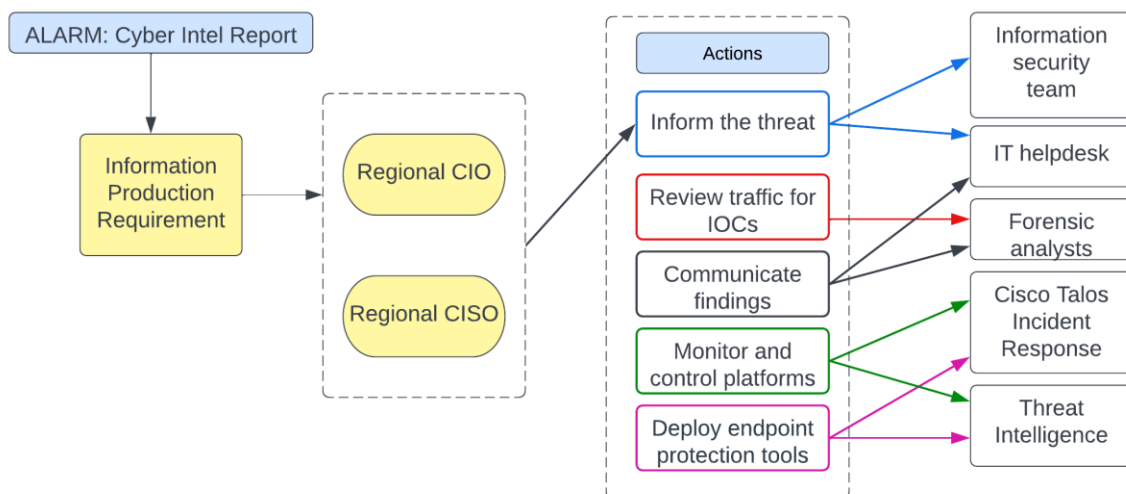 ALARM: Cyber Intel Report
Information
Production
Requirement
Regional CIO
Regional CISO
Actions
Inform the threat
Review traffic for
IOCs
Communicate
findings
Monitor and
control platforms
Deploy endpoint
protection tools
Information
security
team
IT helpdesk
Forensic
analysts
Cisco Talos
Incident
Response
Threat
Intelligence